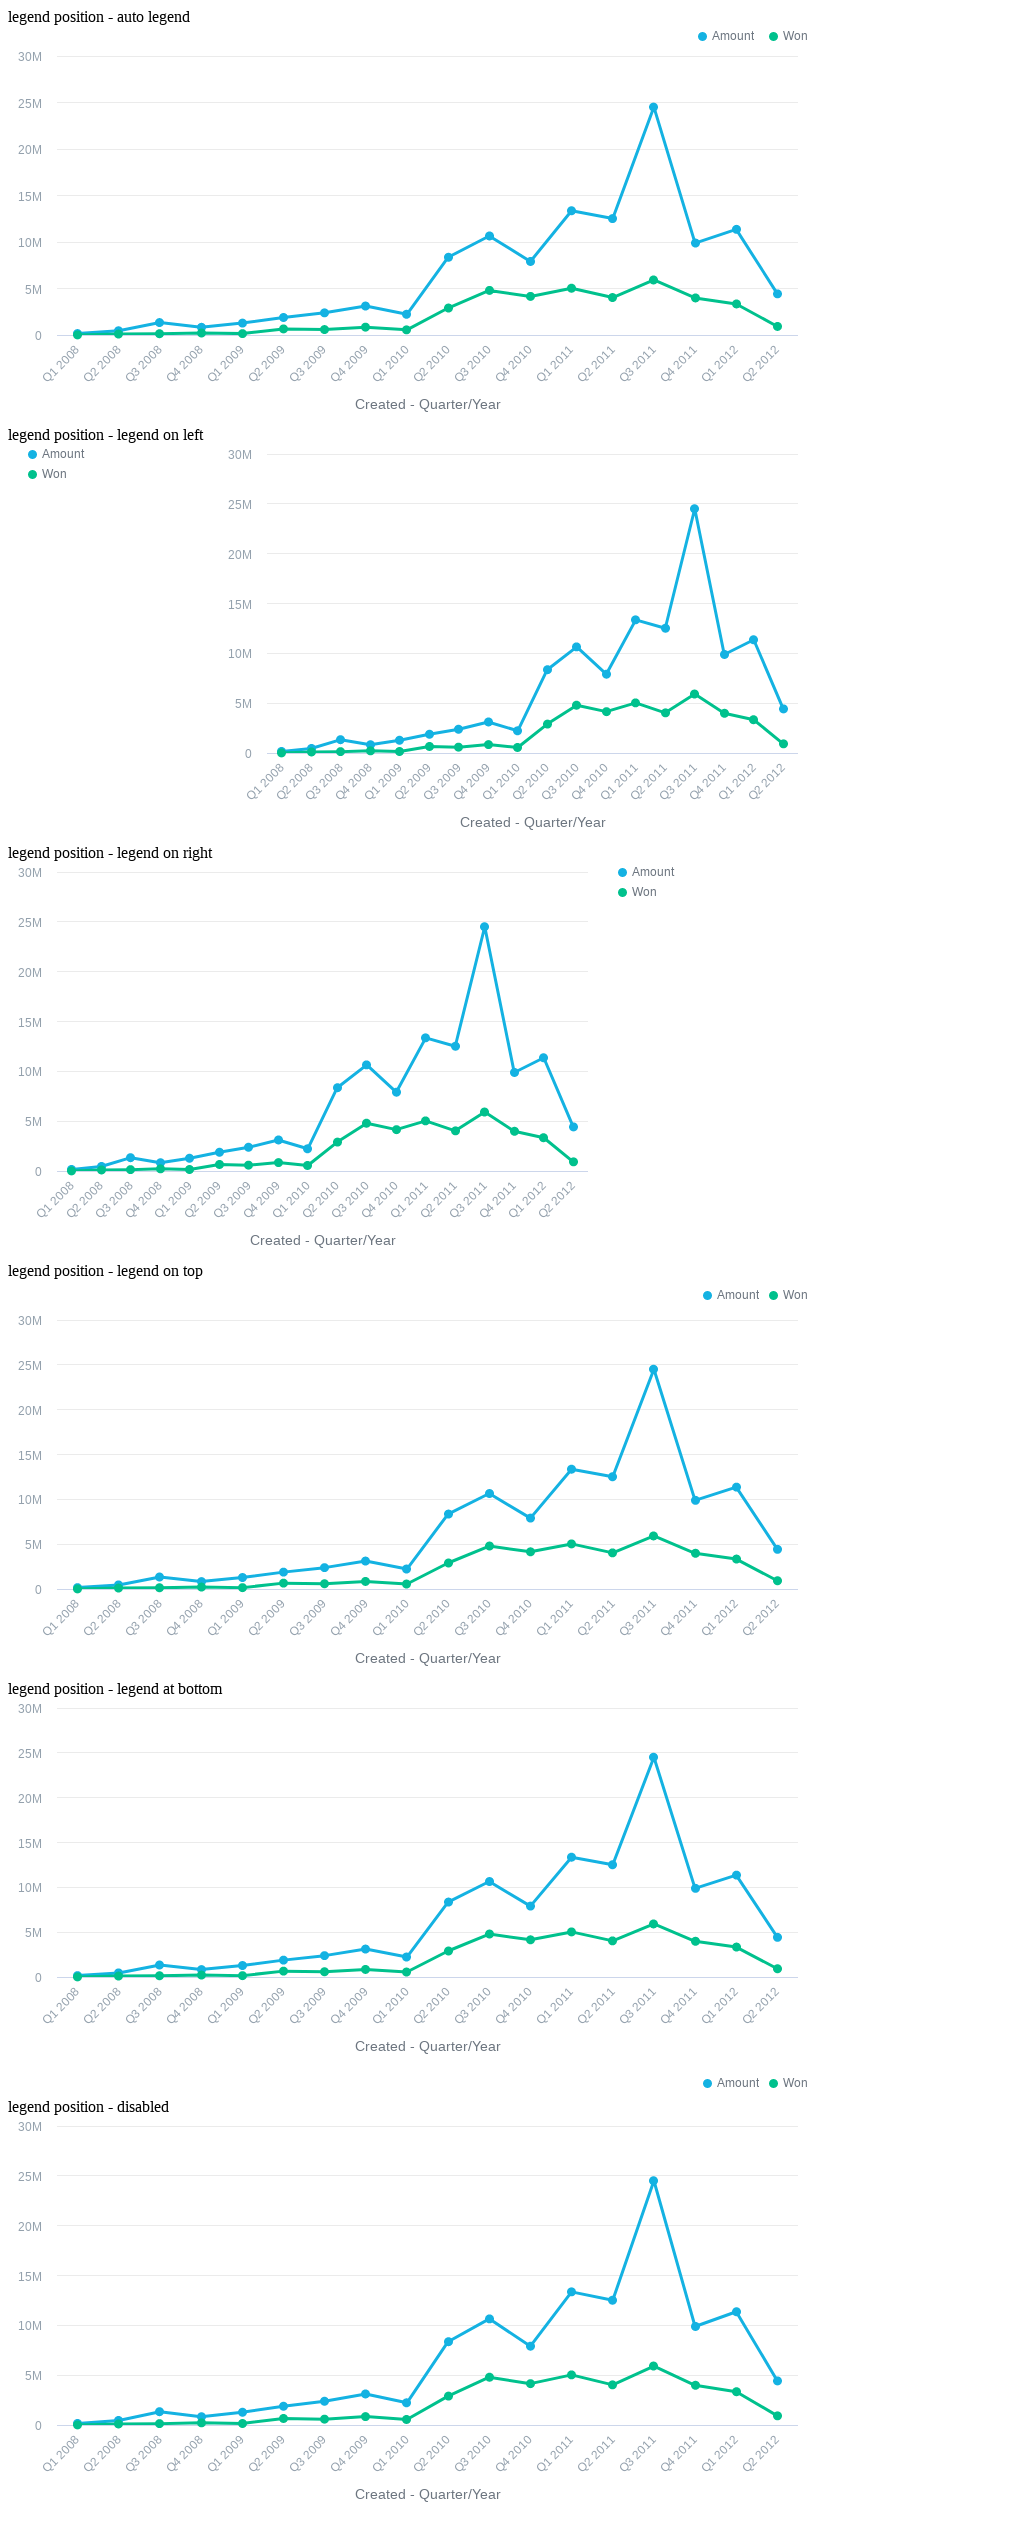 legend position - auto legend
Amount Won
30M
25M
20M
15M
10M
5M
0
Q1 2008 Q2 2008 Q3 2008 Q4 2008 Q1 2009 Q2 2009 Q3 2009 Q4 2009 Q1 2010 Q2 2010 Q3 2010 Q4 2010 Q1 2011 Q2 2011 Q3 2011 Q4 2011 Q1 2012 Q2 2012
Created - Quarter/Year
legend position - legend on left
Amount
Won
30M
25M
20M
15M
10M
5M
0
Q1 2008 Q2 2008 Q3 2008 Q4 2008 Q1 2009 Q2 2009 Q3 2009 Q4 2009 Q1 2010 Q2 2010 Q3 2010 Q4 2010 Q1 2011 Q2 2011 Q3 2011 Q4 2011 Q1 2012 Q2 2012
Created - Quarter/Year
legend position - legend on right
Amount
Won
30M
25M
20M
15M
10M
5M
0
Q1 2008 Q2 2008 Q3 2008 Q4 2008 Q1 2009 Q2 2009 Q3 2009 Q4 2009 Q1 2010 Q2 2010 Q3 2010 Q4 2010 Q1 2011 Q2 2011 Q3 2011 Q4 2011 Q1 2012 Q2 2012
Created - Quarter/Year
legend position - legend on top
Amount Won
30M
25M
20M
15M
10M
5M
0
Q1 2008 Q2 2008 Q3 2008 Q4 2008 Q1 2009 Q2 2009 Q3 2009 Q4 2009 Q1 2010 Q2 2010 Q3 2010 Q4 2010 Q1 2011 Q2 2011 Q3 2011 Q4 2011 Q1 2012 Q2 2012
Created - Quarter/Year
legend position - legend at bottom
30M
25M
20M
15M
10M
5M
0
Q1 2008 Q2 2008 Q3 2008 Q4 2008 Q1 2009 Q2 2009 Q3 2009 Q4 2009 Q1 2010 Q2 2010 Q3 2010 Q4 2010 Q1 2011 Q2 2011 Q3 2011 Q4 2011 Q1 2012 Q2 2012
Created - Quarter/Year
Amount Won
legend position - disabled
30M
25M
20M
15M
10M
5M
0
Q1 2008 Q2 2008 Q3 2008 Q4 2008 Q1 2009 Q2 2009 Q3 2009 Q4 2009 Q1 2010 Q2 2010 Q3 2010 Q4 2010 Q1 2011 Q2 2011 Q3 2011 Q4 2011 Q1 2012 Q2 2012
Created - Quarter/Year